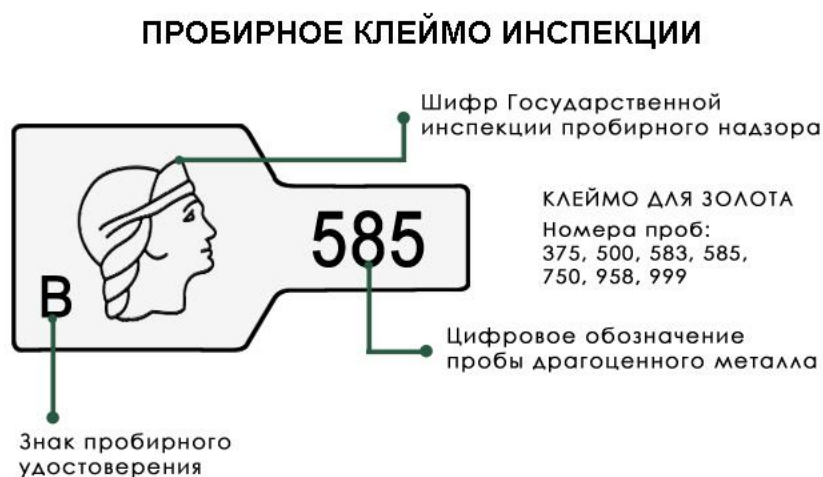 ПРОБИРНОЕ КЛЕЙМО ИНСПЕКЦИИ
Шифр Государственной
инспекции пробирного надзора
585
В
КЛЕЙМО ДЛЯ ЗОЛОТА
Номера проб:
375, 500, 583, 585,
750, 958, 999
Цифровое обозначение
пробы драгоценного металла
Знак пробирного
удостоверения